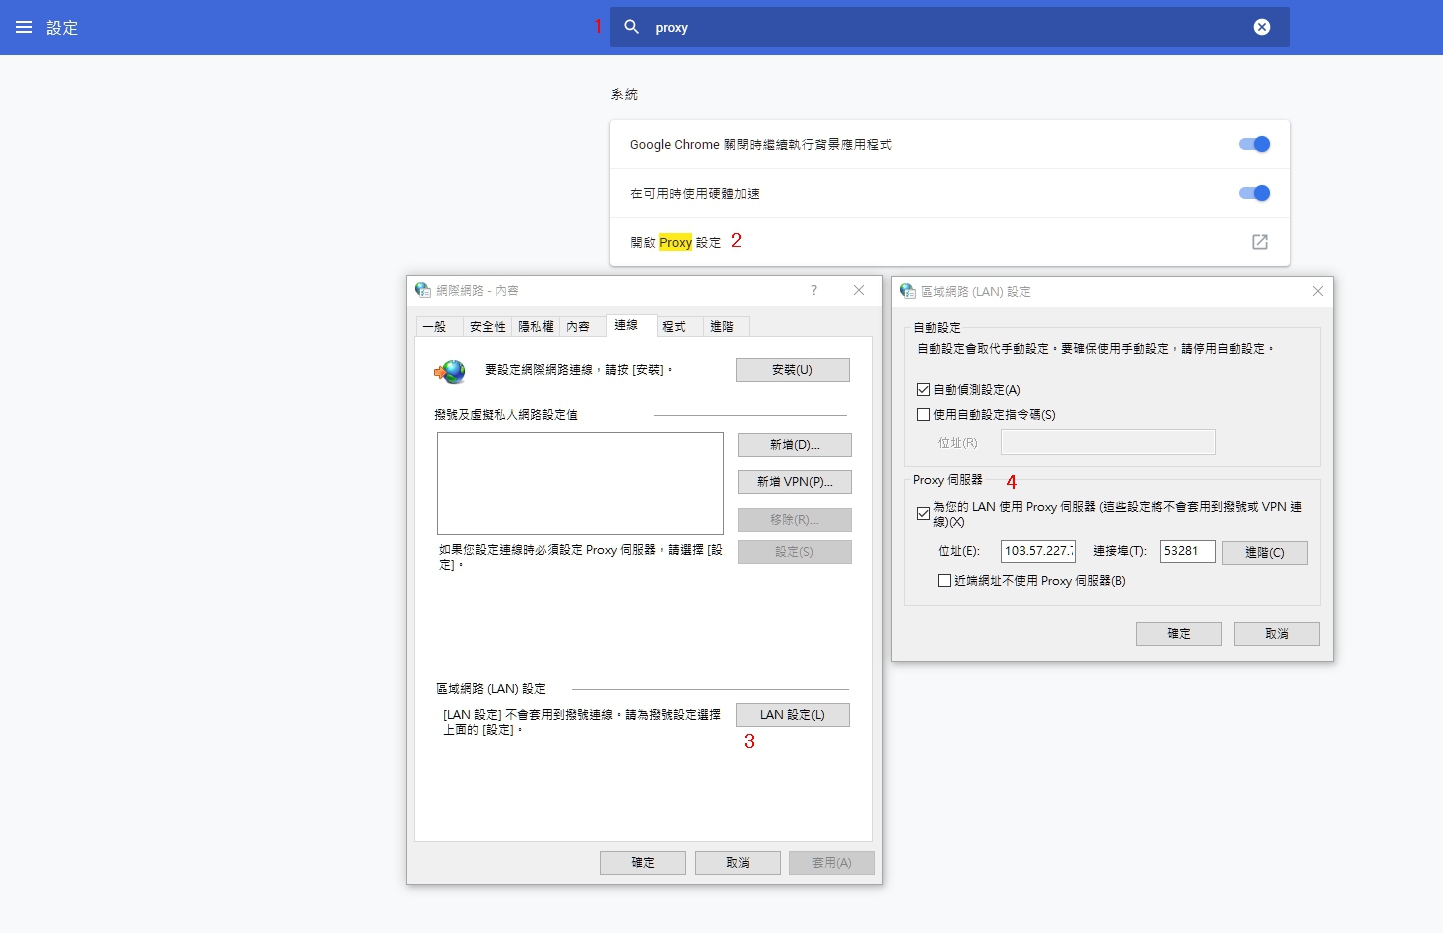 設定
1
proxy
系統
Google Chrome 關閉時繼續執行背景應用程式
在可用時使用硬體加速
開啟 Proxy 設定 2
網際網路 - 內容
?
一般 安全性 隱私權 內容 連線 程式 進階
要設定網際網路連線，請按 [安裝]。
安裝(U)
撥號及虛擬私人網路設定值
新增(D)...
新增 VPN(P)...
移除(R)...
設定(S)
如果您設定連線時必須設定 Proxy 伺服器，請選擇 [設
定]。
區域網路 (LAN) 設定
[LAN 設定] 不會套用到撥號連線。請為撥號設定選擇
上面的 [設定]。
LAN 設定(L)
3
確定 取消 套用(A)
區域網路 (LAN) 設定
自動設定
自動設定會取代手動設定。要確保使用手動設定，請停用自動設定。
自動偵測設定(A)
使用自動設定指令碼(S)
位址(R)
Proxy 伺服器 4
為您的 LAN 使用 Proxy 伺服器 (這些設定將不會套用到撥號或 VPN 連
線)(X)
位址(E): 103.57.227. 連接埠(T): 53281 進階(C)
近端網址不使用 Proxy 伺服器(B)
確定 取消